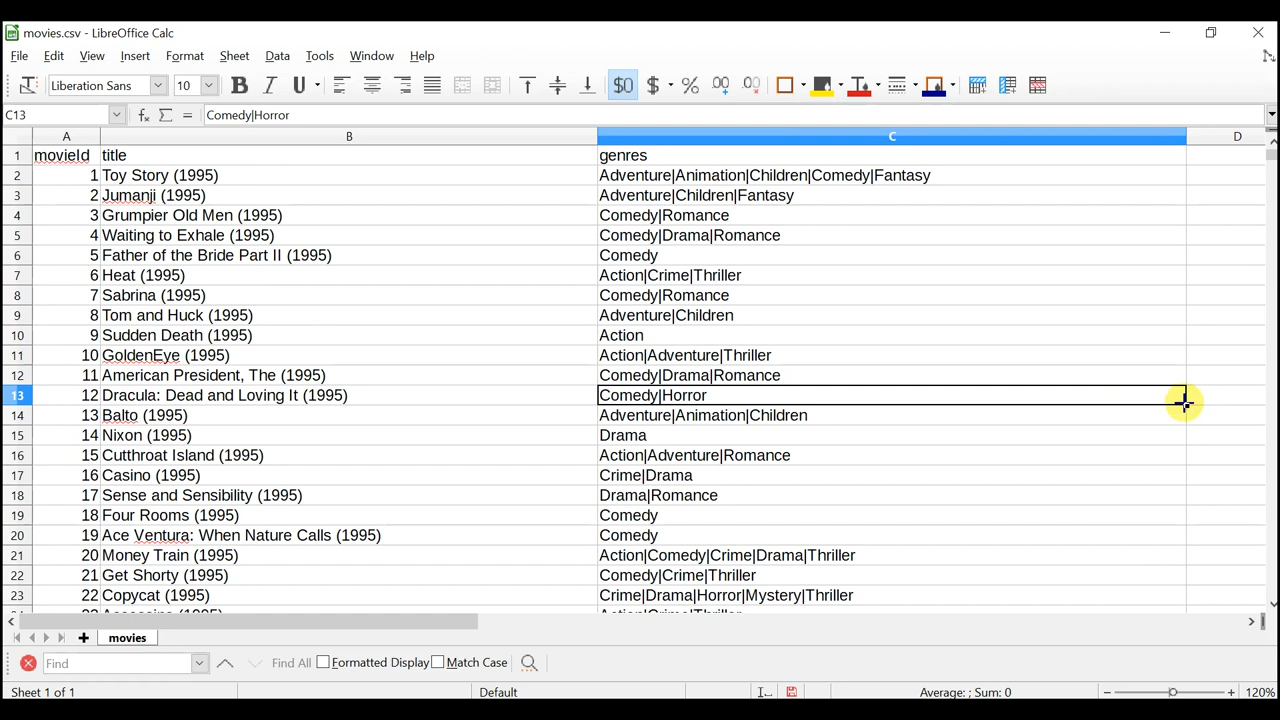 movies.csv - LibreOffice Calc
File Edit View Insert Format Sheet Data Tools Window Help
Liberation Sans 10 B I U $0 $ % 00 00
C13 fx Σ = Comedy|Horror
A B C D
1 movieId title genres
2 1 Toy Story (1995) Adventure|Animation|Children|Comedy|Fantasy
3 2 Jumanji (1995) Adventure|Children|Fantasy
4 3 Grumpier Old Men (1995) Comedy|Romance
5 4 Waiting to Exhale (1995) Comedy|Drama|Romance
6 5 Father of the Bride Part II (1995) Comedy
7 6 Heat (1995) Action|Crime|Thriller
8 7 Sabrina (1995) Comedy|Romance
9 8 Tom and Huck (1995) Adventure|Children
10 9 Sudden Death (1995) Action
11 10 GoldenEye (1995) Action|Adventure|Thriller
12 11 American President, The (1995) Comedy|Drama|Romance
13 12 Dracula: Dead and Loving It (1995) Comedy|Horror
14 13 Balto (1995) Adventure|Animation|Children
15 14 Nixon (1995) Drama
16 15 Cutthroat Island (1995) Action|Adventure|Romance
17 16 Casino (1995) Crime|Drama
18 17 Sense and Sensibility (1995) Drama|Romance
19 18 Four Rooms (1995) Comedy
20 19 Ace Ventura: When Nature Calls (1995) Comedy
21 20 Money Train (1995) Action|Comedy|Crime|Drama|Thriller
22 21 Get Shorty (1995) Comedy|Crime|Thriller
23 22 Copycat (1995) Crime|Drama|Horror|Mystery|Thriller
movies
Find Find All Formatted Display Match Case
Sheet 1 of 1 Default Average: ; Sum: 0 120%